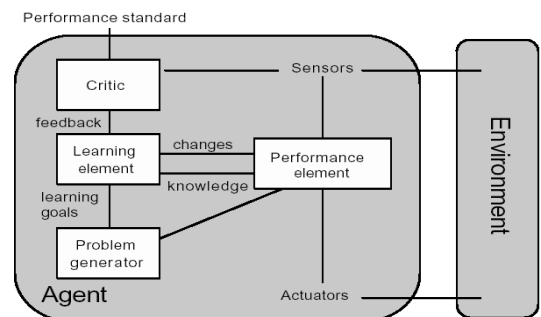 Performance standard
Critic
Sensors
feedback
Learning
element
changes
knowledge
Performance
element
learning
goals
Problem
generator
Agent
Actuators
Environment